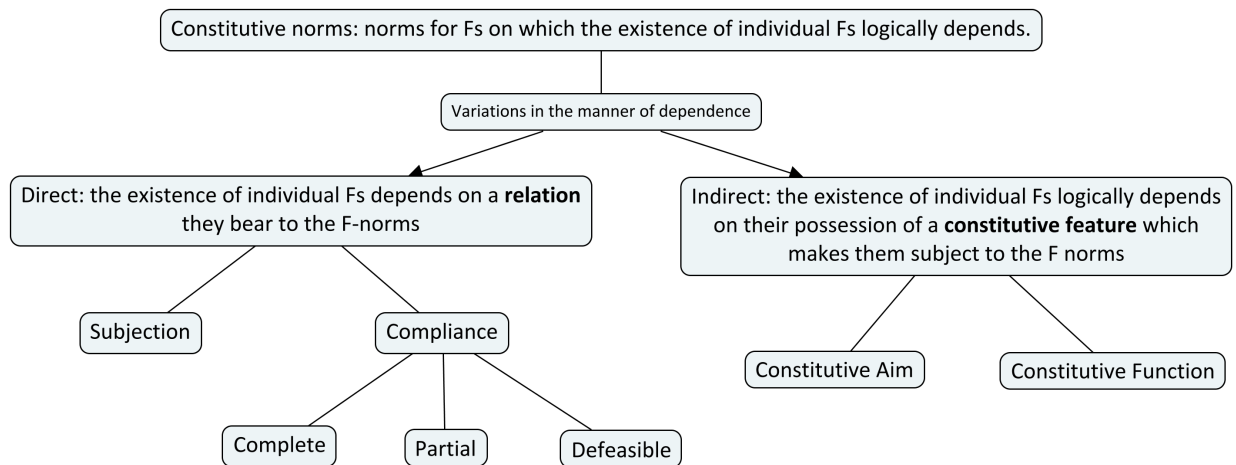 Constitutive norms: norms for Fs on which the existence of individual Fs logically depends.
Variations in the manner of dependence
Direct: the existence of individual Fs depends on a relation
they bear to the F-norms
Indirect: the existence of individual Fs logically depends
on their possession of a constitutive feature which
makes them subject to the F norms
Subjection
Compliance
Constitutive Aim
Constitutive Function
Complete
Partial
Defeasible